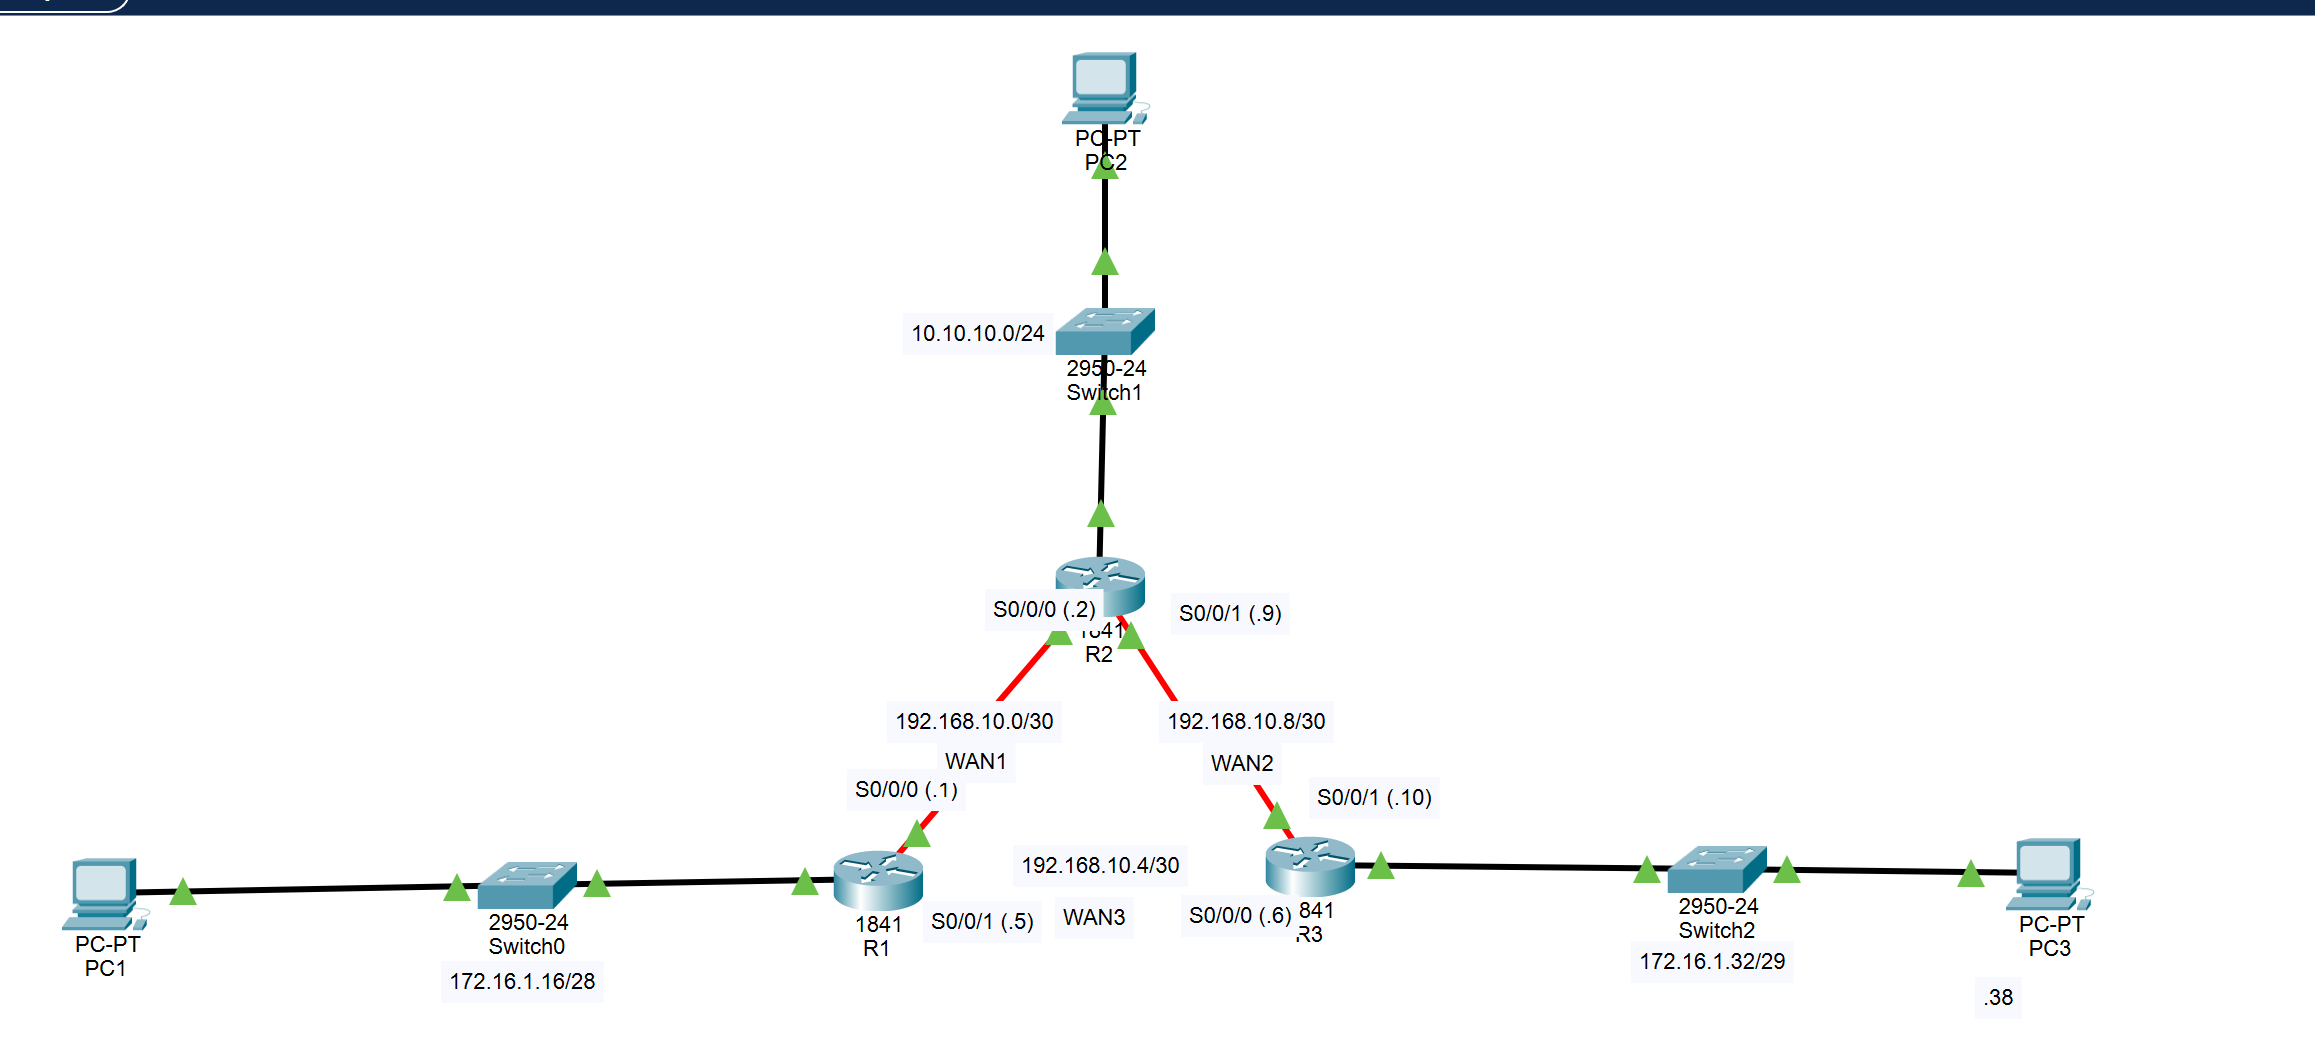 PC-PT
PC2
10.10.10.0/24
2950-24
Switch1
S0/0/0 (.2)
S0/0/1 (.9)
1841
R2
192.168.10.0/30
192.168.10.8/30
WAN1
WAN2
S0/0/0 (.1)
S0/0/1 (.10)
192.168.10.4/30
PC-PT
PC1
2950-24
Switch0
172.16.1.16/28
1841
R1
S0/0/1 (.5)
WAN3
S0/0/0 (.6)
841
R3
2950-24
Switch2
172.16.1.32/29
PC-PT
PC3
.38